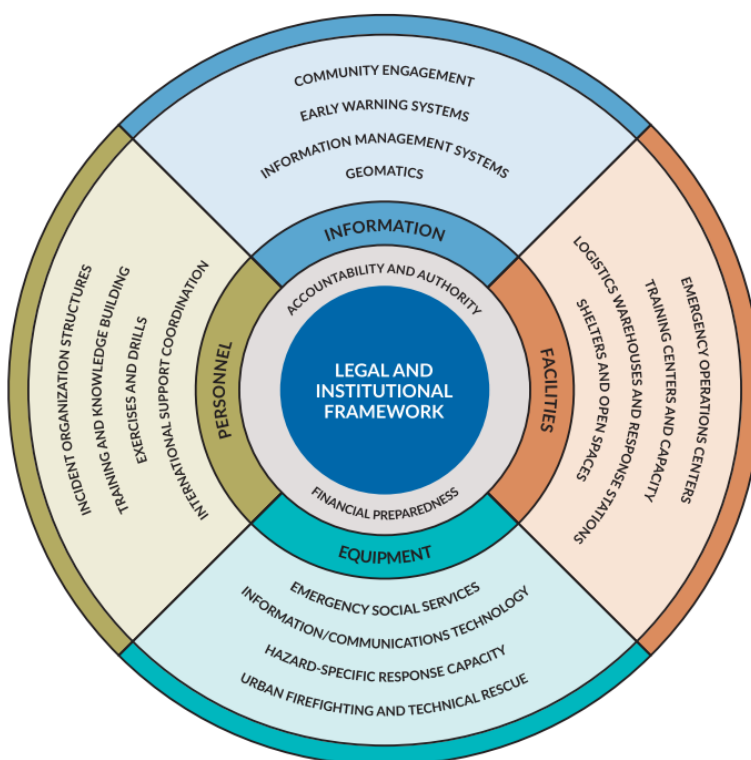 COMMUNITY ENGAGEMENT
EARLY WARNING SYSTEMS
INFORMATION MANAGEMENT SYSTEMS
GEOMATICS
INFORMATION
ACCOUNTABILITY AND AUTHORITY
LEGAL AND
INSTITUTIONAL
FRAMEWORK
FINANCIAL PREPAREDNESS
PERSONNEL
INCIDENT ORGANIZATION STRUCTURES
TRAINING AND KNOWLEDGE BUILDING
EXERCISES AND DRILLS
INTERNATIONAL SUPPORT COORDINATION
FACILITIES
EMERGENCY OPERATIONS CENTERS
TRAINING CENTERS AND CAPACITY
LOGISTICS WAREHOUSES AND RESPONSE STATIONS
SHELTERS AND OPEN SPACES
EQUIPMENT
EMERGENCY SOCIAL SERVICES
INFORMATION/COMMUNICATIONS TECHNOLOGY
HAZARD-SPECIFIC RESPONSE CAPACITY
URBAN FIREFIGHTING AND TECHNICAL RESCUE